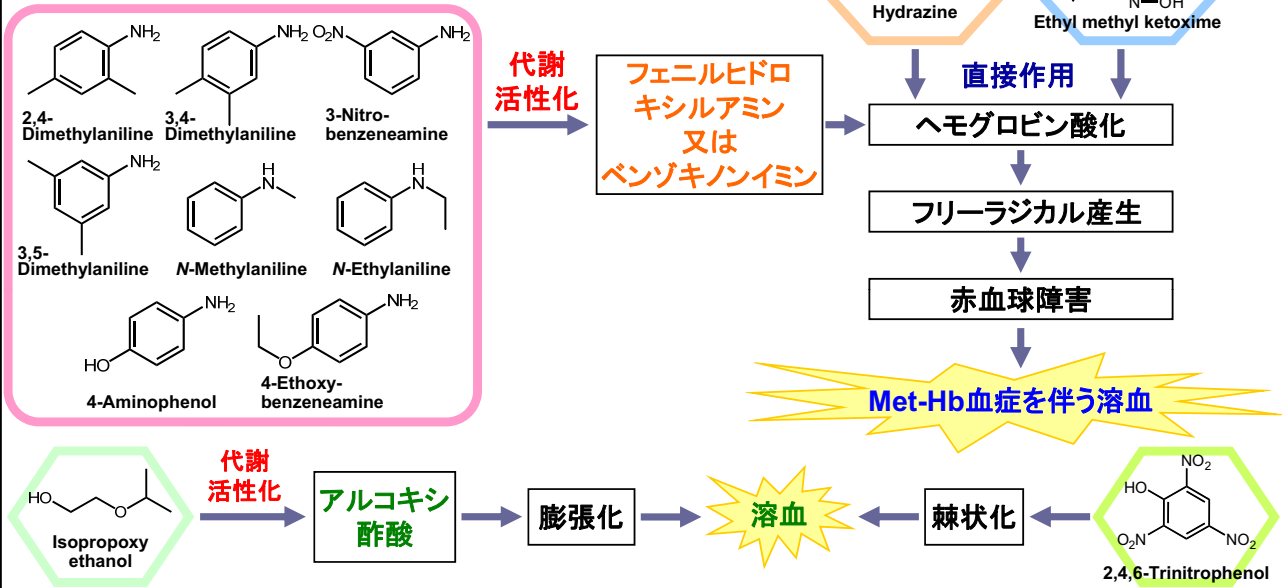 NH2
2,4-
Dimethylaniline
NH2
3,4-
Dimethylaniline
O2N
NH2
3-Nitro-
benzeneamine
NH2
3,5-
Dimethylaniline
H
N
N-Methylaniline
H
N
N-Ethylaniline
NH2
HO
4-Aminophenol
NH2
O
4-Ethoxy-
benzeneamine
代謝
活性化
フェニルヒドロ
キシルアミン
又は
ベンゾキノンイミン
Hydrazine
N OH
Ethyl methyl ketoxime
直接作用
ヘモグロビン酸化
フリーラジカル産生
赤血球障害
Met-Hb血症を伴う溶血
HO
O
Isopropoxy
ethanol
代謝
活性化
アルコキシ
酢酸
膨張化
溶血
棘状化
NO2
HO
O2N
NO2
2,4,6-Trinitrophenol